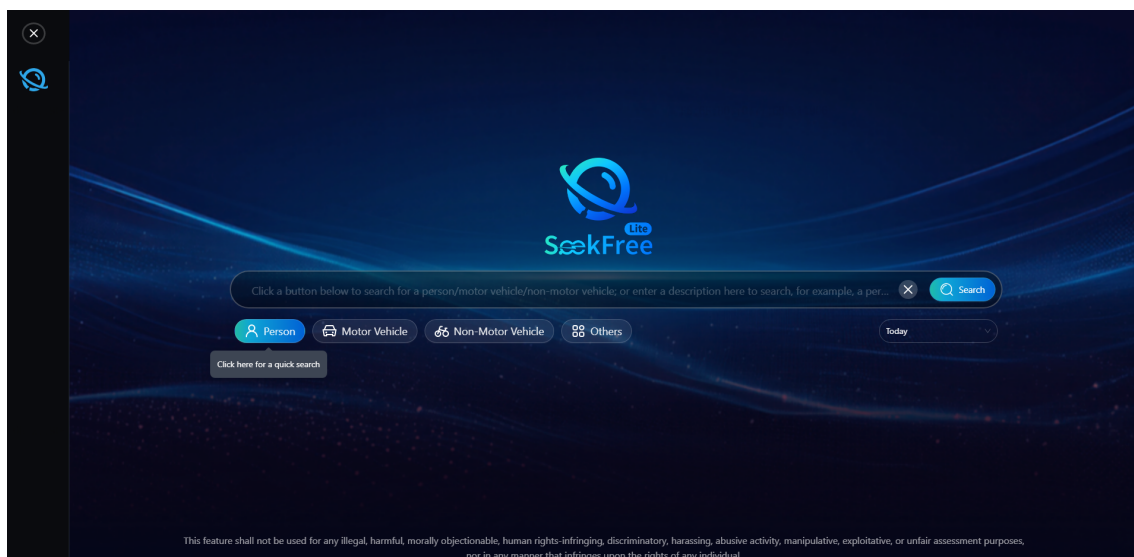 Lite
SeekFree
Click a button below to search for a person/motor vehicle/non-motor vehicle; or enter a description here to search, for example, a per...
Search
Person
Motor Vehicle
Non-Motor Vehicle
Others
Today
Click here for a quick search
This feature shall not be used for any illegal, harmful, morally objectionable, human rights-infringing, discriminatory, harassing, abusive activity, manipulative, exploitative, or unfair assessment purposes,
nor in any manner that infringes upon the rights of any individual.